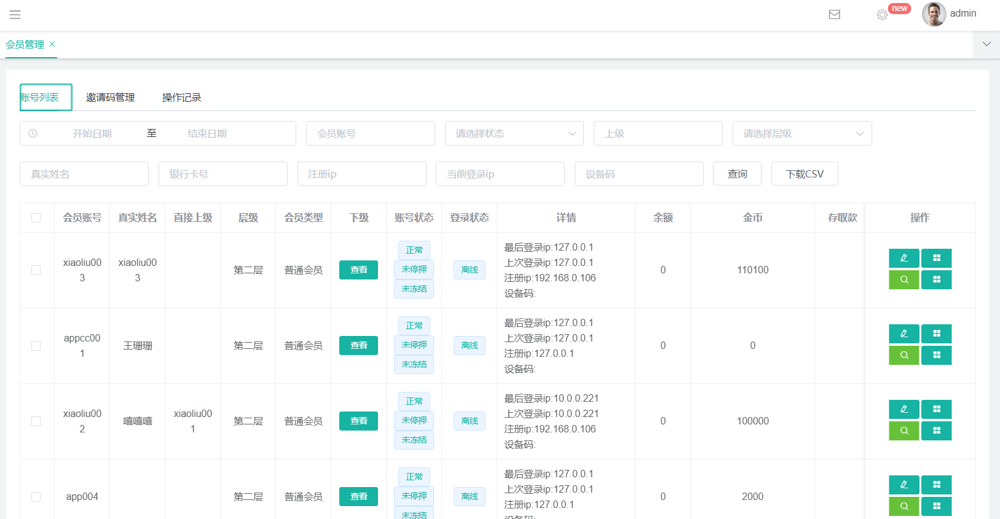 new
admin
会员管理
账号列表 邀请码管理 操作记录
开始日期 至 结束日期 会员账号 请选择状态 上级 请选择层级
真实姓名 银行卡号 注册ip 当前登录ip 设备码 查询 下载CSV
会员账号 真实姓名 直接上级 层级 会员类型 下级 账号状态 登录状态 详情 余额 金币 存取款 操作
xiaoliu00
3
xiaoliu00
3
第二层 普通会员 查看
正常
未停押
未冻结
离线
最后登录ip:127.0.0.1
上次登录ip:127.0.0.1
注册ip:192.168.0.106
设备码:
0 110100
appcc00
1
王珊珊 第二层 普通会员 查看
正常
未停押
未冻结
离线
最后登录ip:127.0.0.1
上次登录ip:127.0.0.1
注册ip:127.0.0.1
设备码:
0 0
xiaoliu00
2
嘻嘻嘻
xiaoliu00
1
第二层 普通会员 查看
正常
未停押
未冻结
离线
最后登录ip:10.0.0.221
上次登录ip:10.0.0.221
注册ip:192.168.0.106
设备码:
0 100000
app004 第二层 普通会员 查看
正常
未停押
未冻结
离线
最后登录ip:127.0.0.1
上次登录ip:127.0.0.1
注册ip:127.0.0.1
0 2000